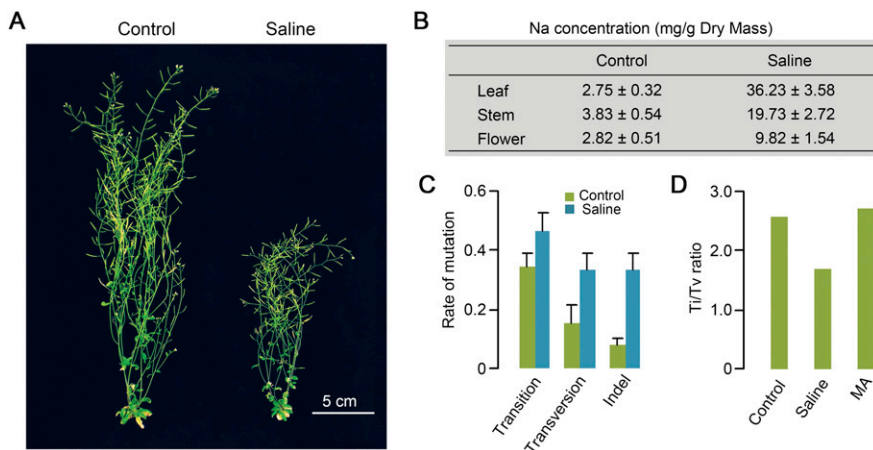 A
Control
Saline
5 cm
B
Na concentration (mg/g Dry Mass)
Control Saline
Leaf 2.75 ± 0.32 36.23 ± 3.58
Stem 3.83 ± 0.54 19.73 ± 2.72
Flower 2.82 ± 0.51 9.82 ± 1.54
C
Rate of mutation
0.6
0.4
0.2
0
Control
Saline
Transition
Transversion
Indel
D
Ti/Tv ratio
3.0
2.0
1.0
0
Control
Saline
MA